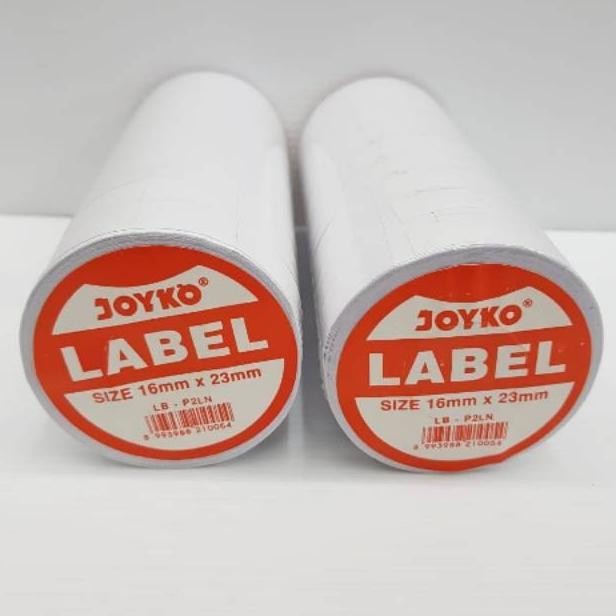 JOYKO®
LABEL
SIZE 16mm x 23mm
LB - P2LN
8 993988 210054
JOYKO®
LABEL
SIZE 16mm x 23mm
LB - P2LN
8 993988 210054